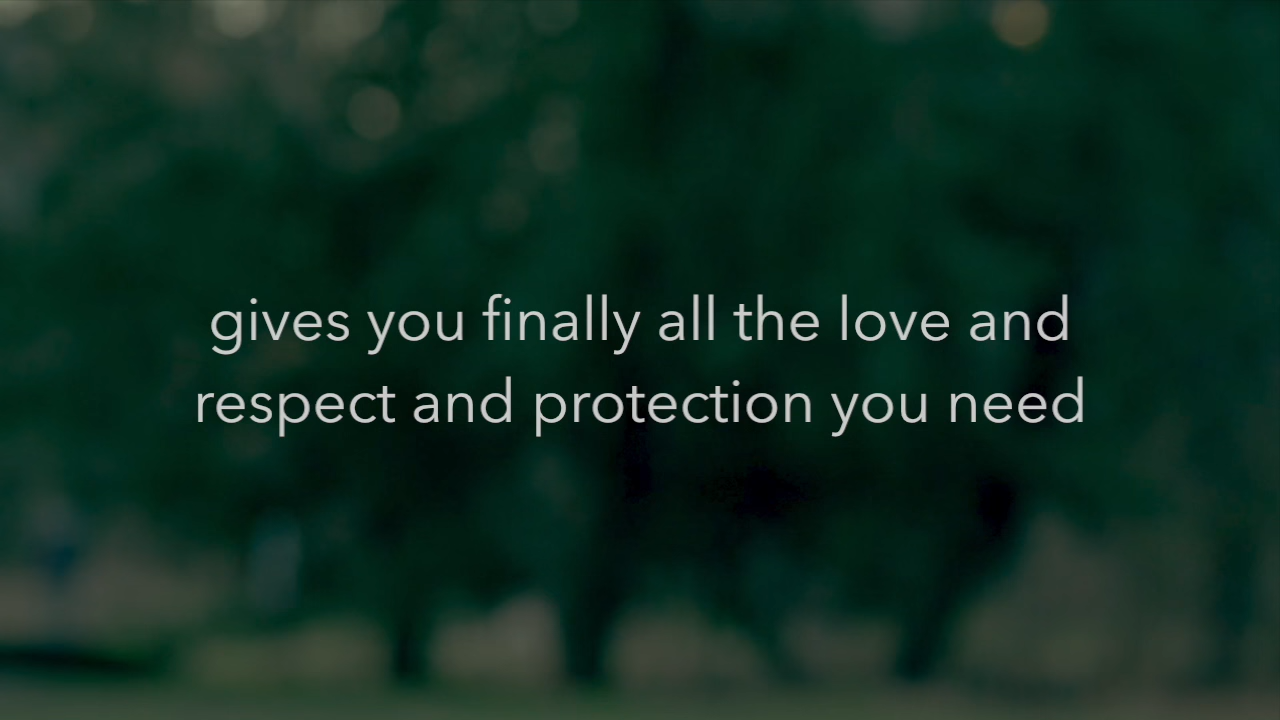 gives you finally all the love and
respect and protection you need